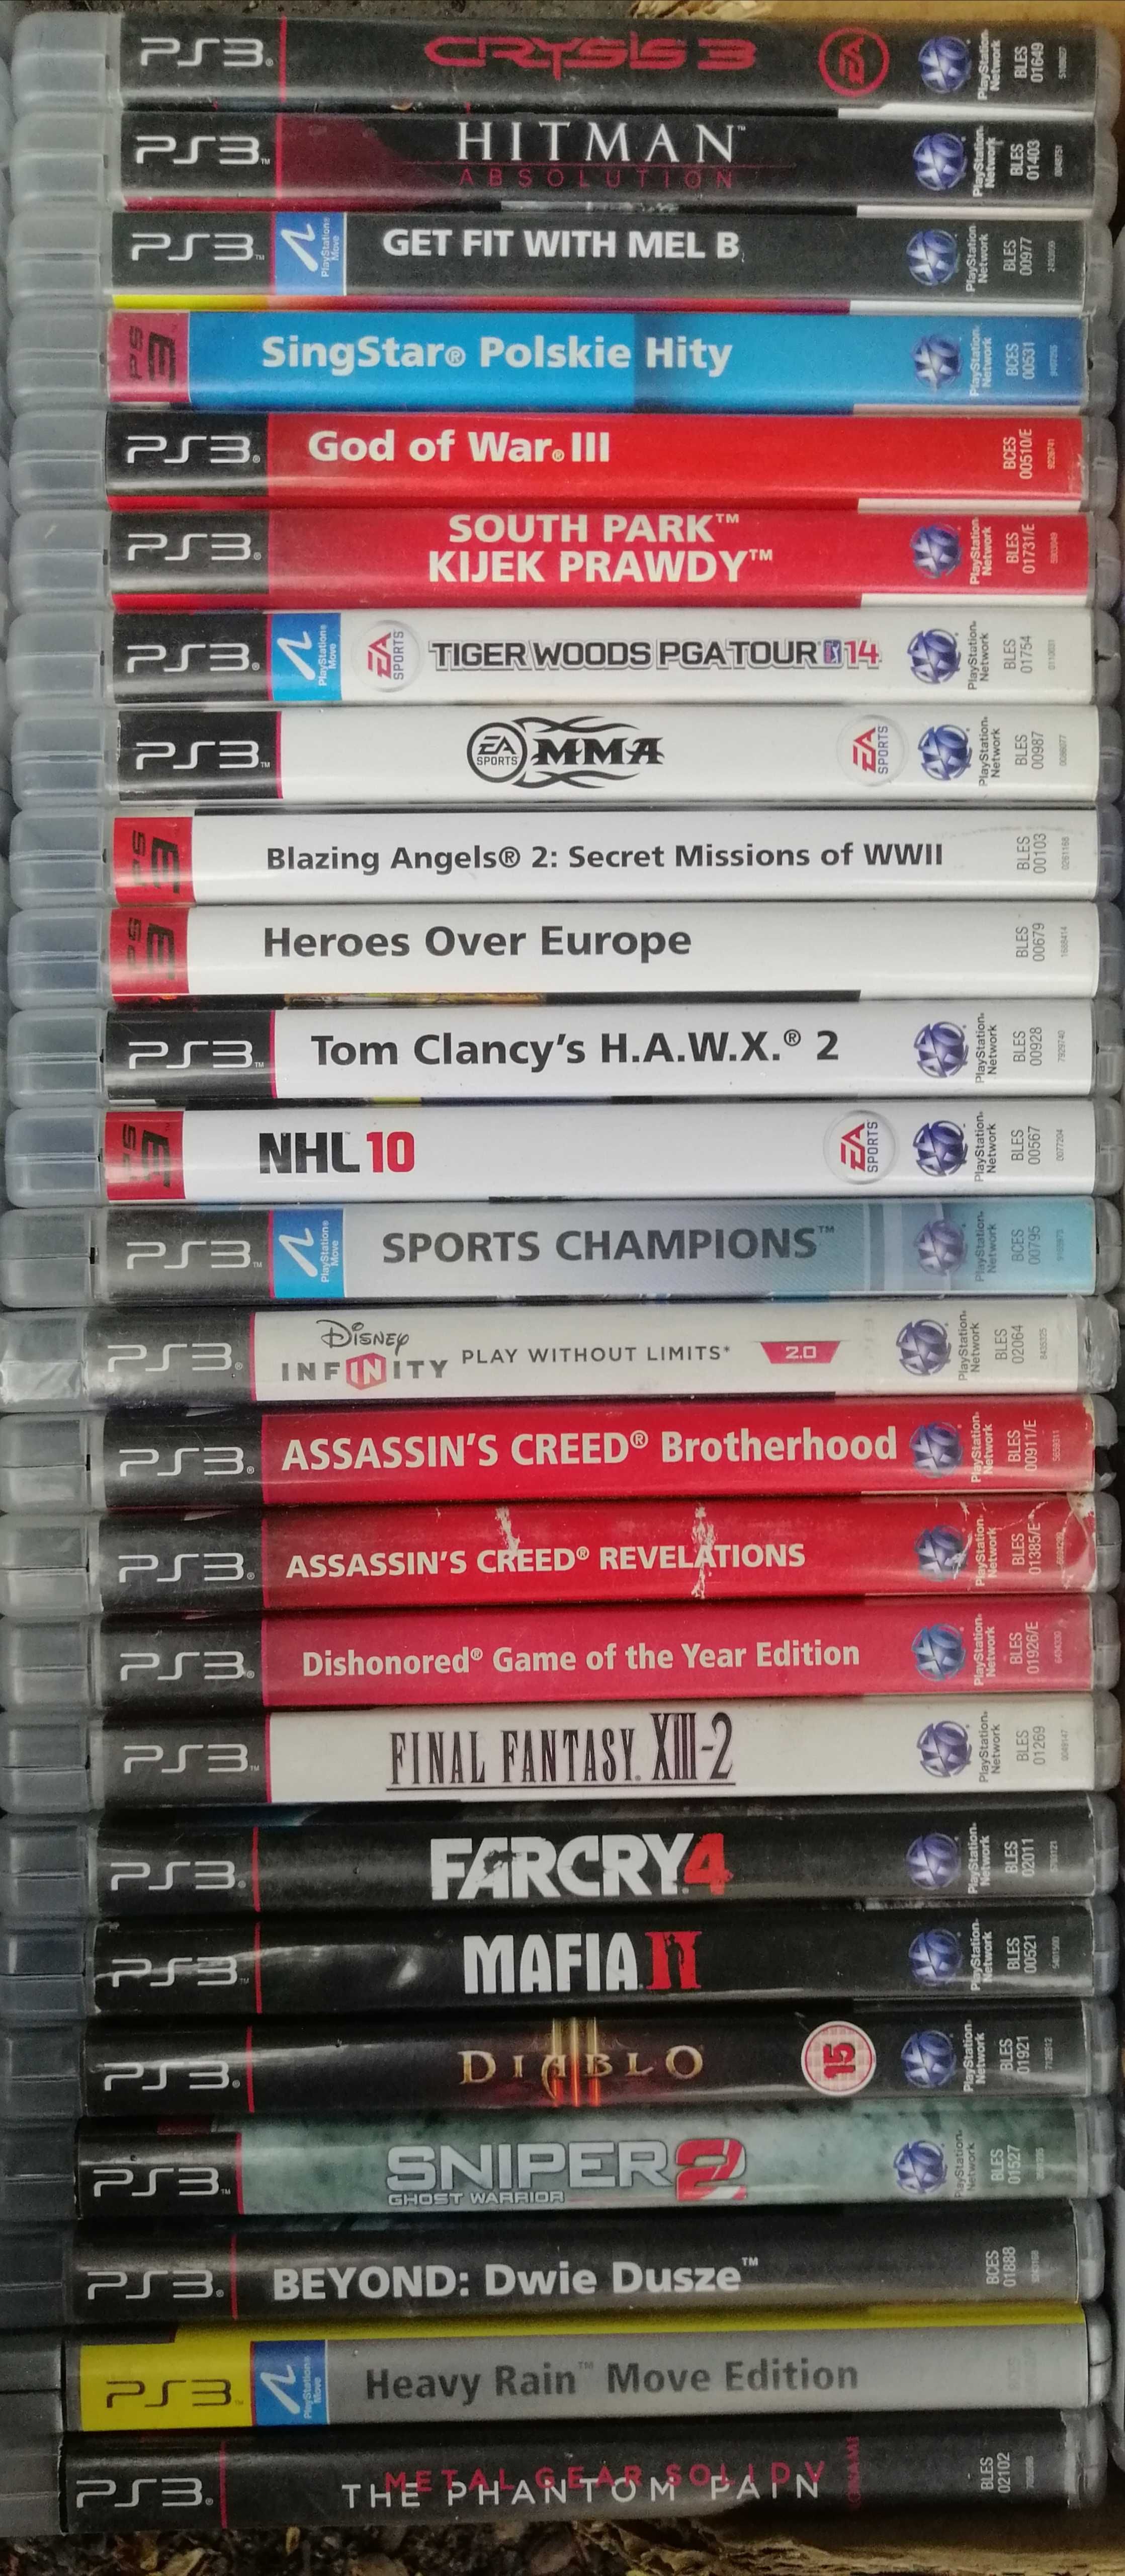 PS3 CRYSIS 3 EA PlayStation Network BLES 01649
PS3 HITMAN™ PlayStation Network BLES 01403
ABSOLUTION
PS3 PlayStation Move GET FIT WITH MEL B PlayStation Network BLES 00977
PS3 SingStar® Polskie Hity PlayStation Network BCES 00531
PS3 God of War® III BCES 00510/E
PS3 SOUTH PARK™ PlayStation Network BLES 01731/E
KIJEK PRAWDY™
PS3 PlayStation Move EA SPORTS TIGER WOODS PGA TOUR 14 PlayStation Network BLES 01754
PS3 EA SPORTS MMA EA SPORTS PlayStation Network BLES 00987
PS3 Blazing Angels® 2: Secret Missions of WWII BLES 00103
PS3 Heroes Over Europe BLES 00679
PS3 Tom Clancy's H.A.W.X.® 2 PlayStation Network BLES 00928
PS3 NHL 10 EA SPORTS PlayStation Network BLES 00567
PS3 PlayStation Move SPORTS CHAMPIONS™ PlayStation Network BCES 00795
PS3 DISNEY INFINITY PLAY WITHOUT LIMITS* 2.0 PlayStation Network BLES 02064
PS3 ASSASSIN'S CREED® Brotherhood PlayStation Network BLES 00911/E
PS3 ASSASSIN'S CREED® REVELATIONS PlayStation Network BLES 01385/E
PS3 Dishonored® Game of the Year Edition PlayStation Network BLES 01926/E
PS3 FINAL FANTASY XIII-2 PlayStation Network BLES 01269
PS3 FARCRY 4 PlayStation Network BLES 02011
PS3 MAFIA II PlayStation Network BLES 00521
PS3 DIABLO III 15 PlayStation Network BLES 01921
PS3 SNIPER 2 PlayStation Network BLES 01527
GHOST WARRIOR
PS3 BEYOND: Dwie Dusze™ BCES 01888
PS3 PlayStation Move Heavy Rain™ Move Edition
PS3 METAL GEAR SOLID V KONAMI BLES 02102
THE PHANTOM PAIN